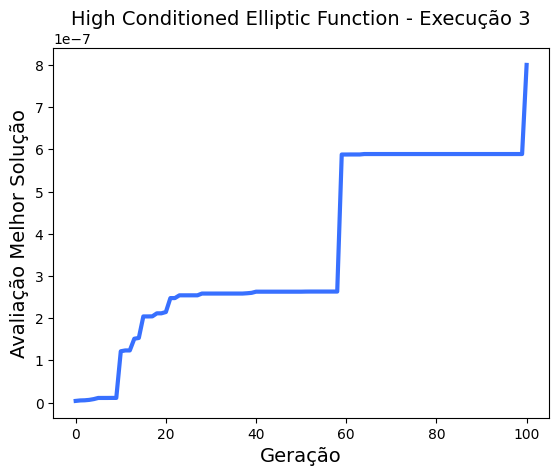 High Conditioned Elliptic Function - Execução 3
1e−7
8
7
6
5
4
3
2
1
0
Avaliação Melhor Solução
0 20 40 60 80 100
Geração